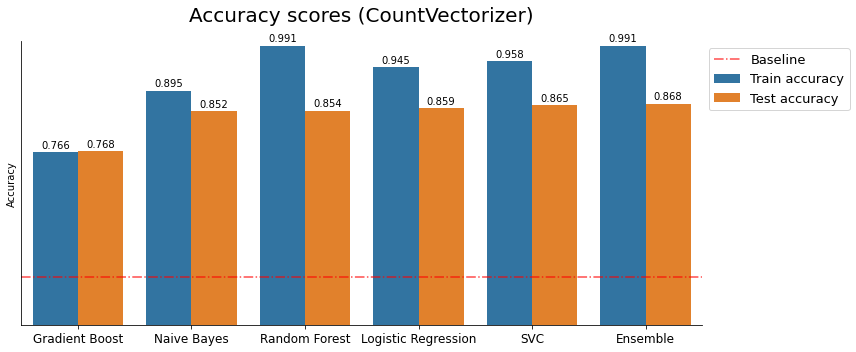 Accuracy scores (CountVectorizer)
0.766
0.768
0.895
0.852
0.991
0.854
0.945
0.859
0.958
0.865
0.991
0.868
Baseline
Train accuracy
Test accuracy
Accuracy
Gradient Boost
Naive Bayes
Random Forest
Logistic Regression
SVC
Ensemble